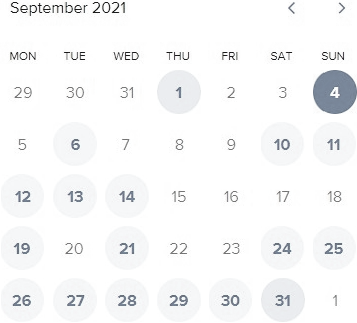 September 2021
MON TUE WED THU FRI SAT SUN
29 30 31 1 2 3 4
5 6 7 8 9 10 11
12 13 14 15 16 17 18
19 20 21 22 23 24 25
26 27 28 29 30 31 1